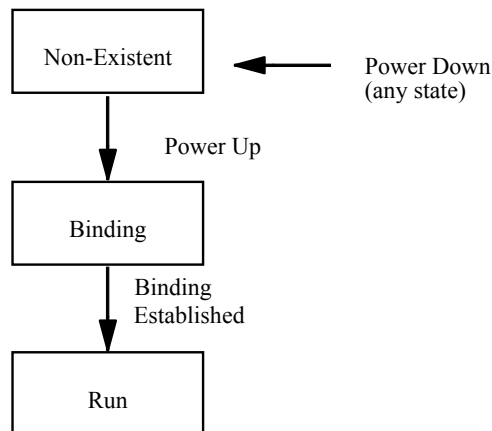 Non-Existent
Power Down
(any state)
Power Up
Binding
Binding
Established
Run